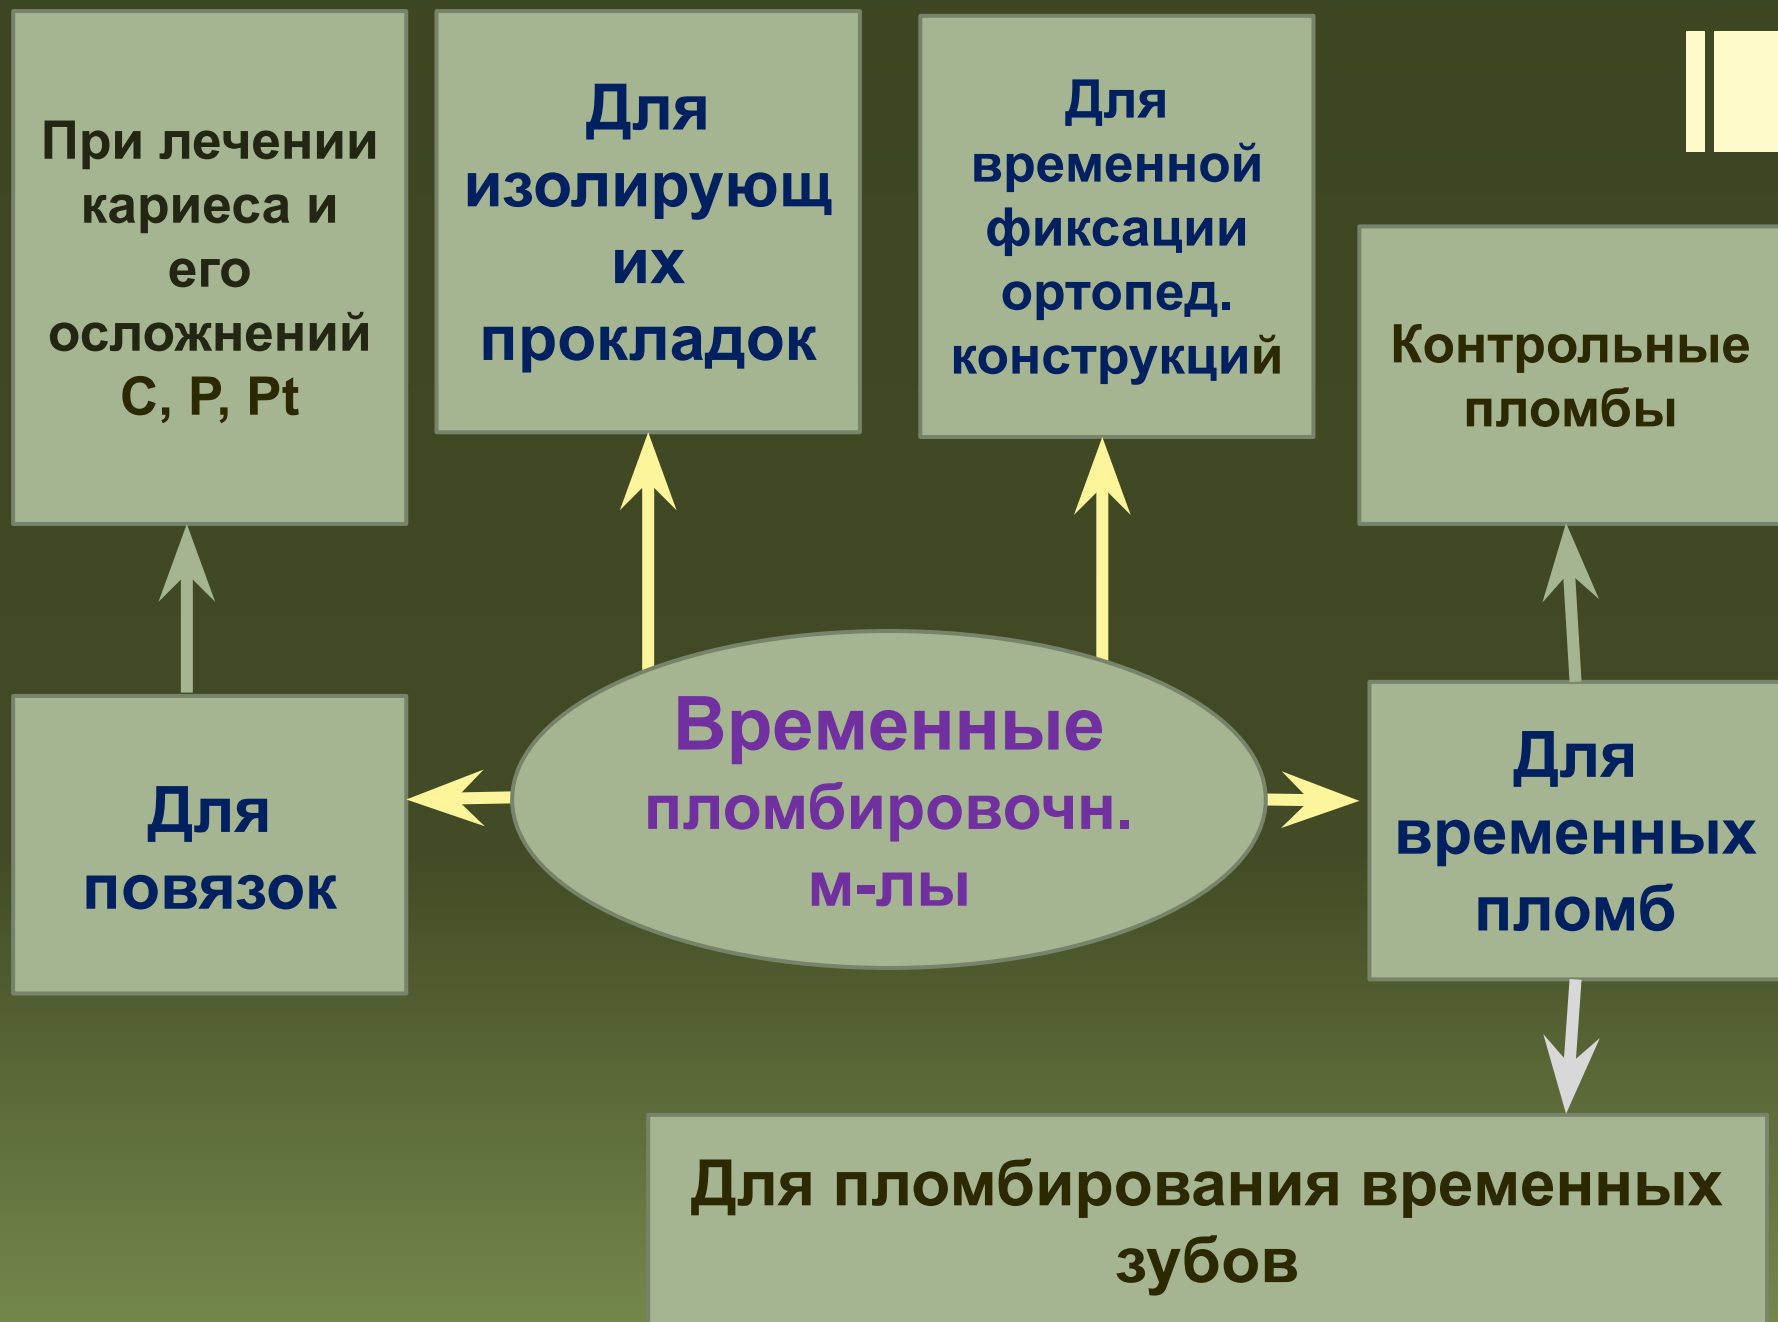 При лечении
кариеса и
его
осложнений
С, Р, Pt
Для
изолирующ
их
прокладок
Для
временной
фиксации
ортопед.
конструкций
Контрольные
пломбы
Для
повязок
Временные
пломбировочн.
м-лы
Для
временных
пломб
Для пломбирования временных
зубов